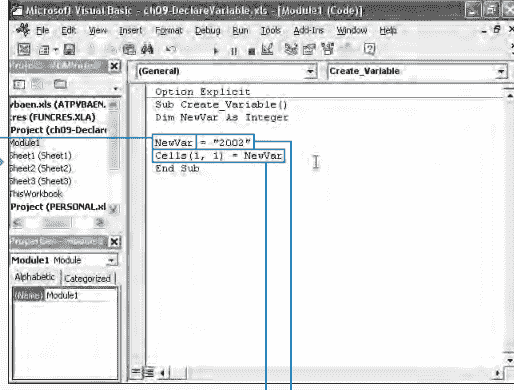 Microsoft Visual Basic - ch09-DeclareVariable.xls - [Module1 (Code)]
File Edit View Insert Format Debug Run Tools Add-Ins Window Help
(General) Create_Variable
vbaen.xls (ATPVBAEN.
cres (FUNCRES.XLA)
Project (ch09-Declare
Module1
Sheet1 (Sheet1)
Sheet2 (Sheet2)
Sheet3 (Sheet3)
ThisWorkbook
Project (PERSONAL.xl
Module1 Module
Alphabetic Categorized
(Name) Module1
Option Explicit
Sub Create_Variable()
Dim NewVar As Integer
NewVar = "2002"
Cells(1, 1) = NewVar
End Sub